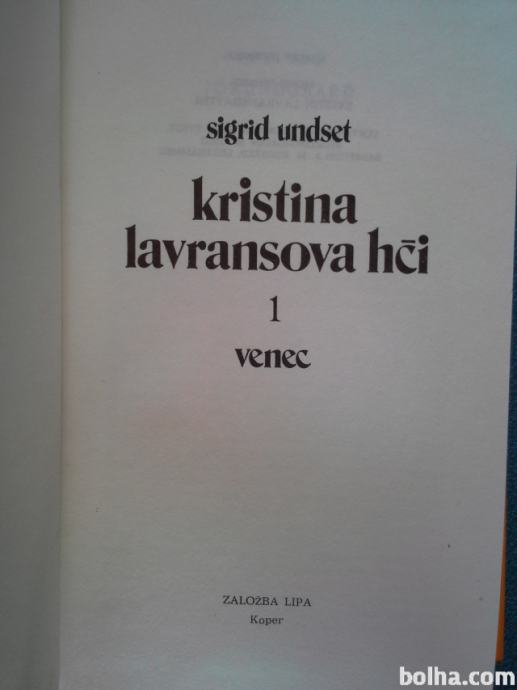 sigrid undset
kristina
lavransova hči
1
venec
ZALOŽBA LIPA
Koper
bolha.com